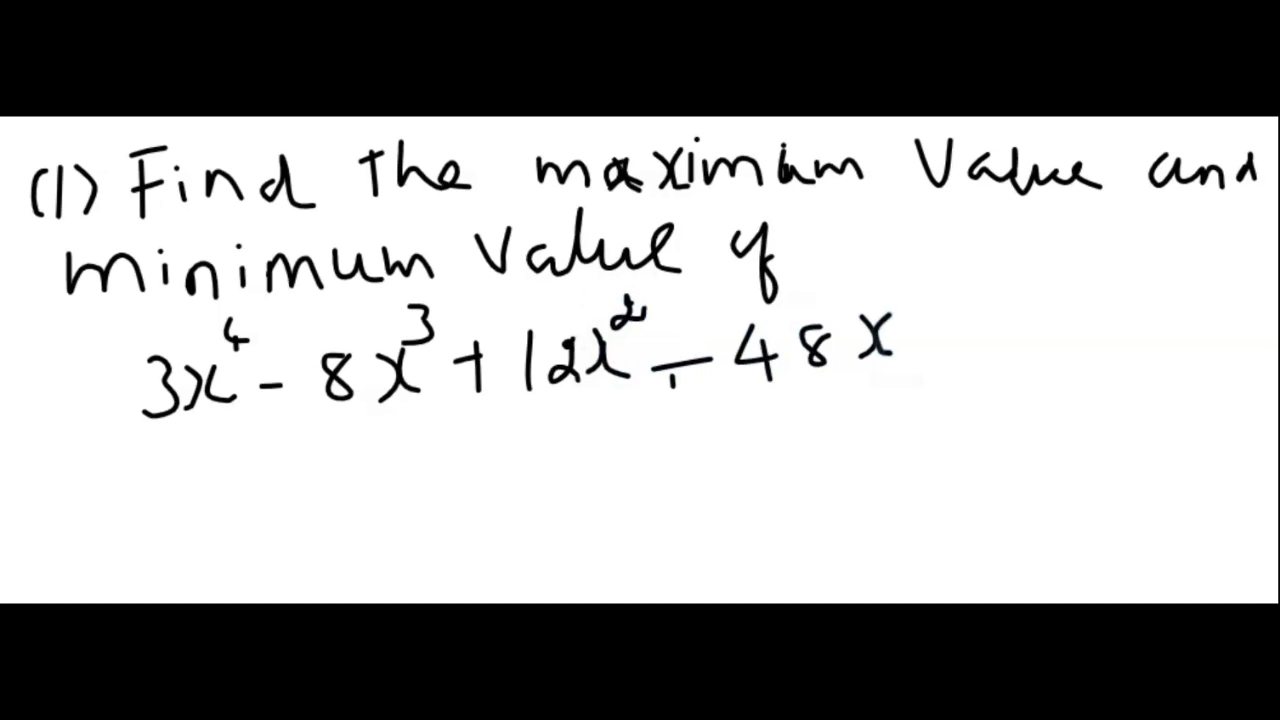 (1) Find the maximum value and
minimum value of
3x⁴ - 8x³ + 12x² - 48x